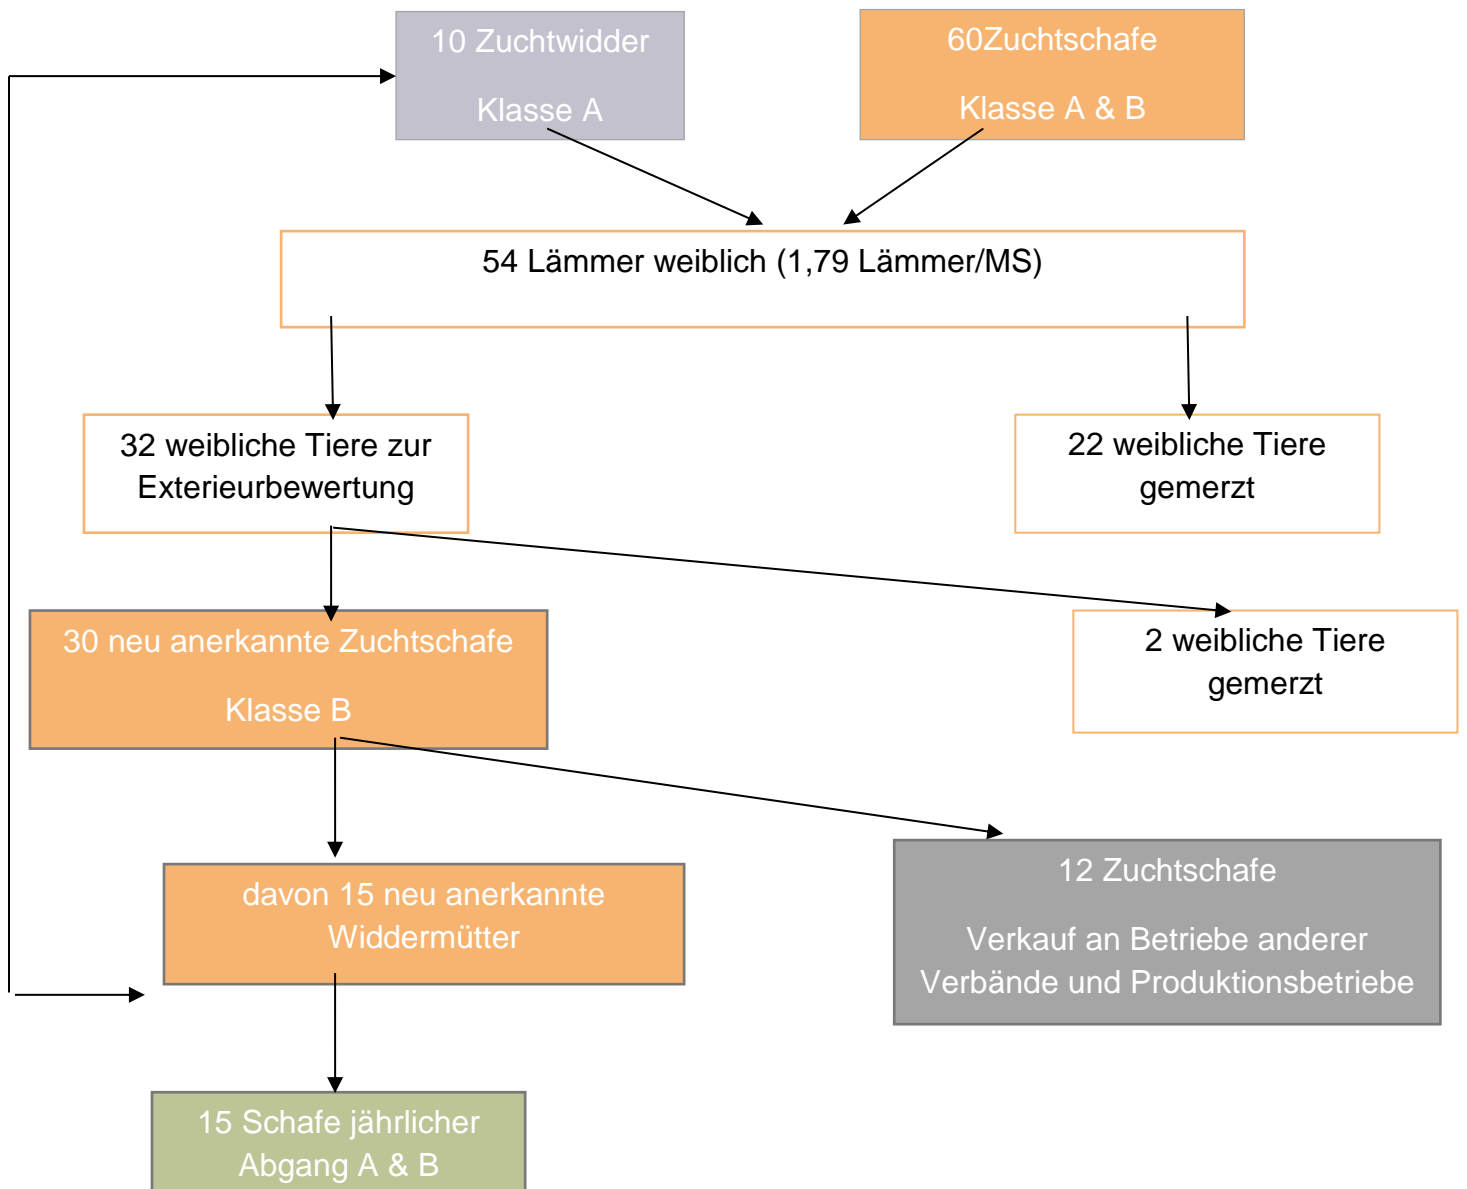 10 Zuchtwidder
Klasse A
60Zuchtschafe
Klasse A & B
54 Lämmer weiblich (1,79 Lämmer/MS)
32 weibliche Tiere zur
Exterieurbewertung
22 weibliche Tiere
gemerzt
30 neu anerkannte Zuchtschafe
Klasse B
2 weibliche Tiere
gemerzt
davon 15 neu anerkannte
Widdermütter
12 Zuchtschafe
Verkauf an Betriebe anderer
Verbände und Produktionsbetriebe
15 Schafe jährlicher
Abgang A & B